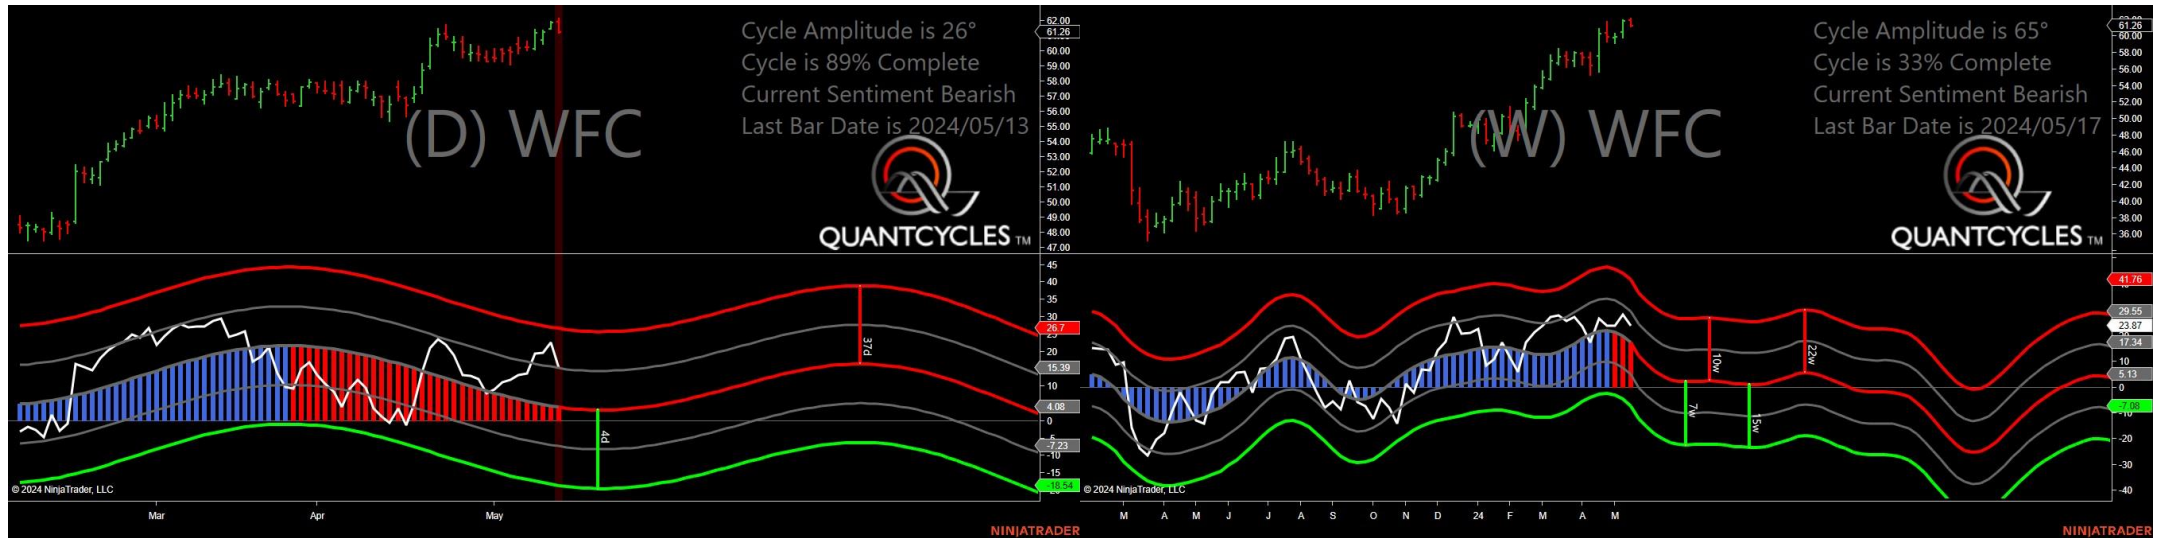 Cycle Amplitude is 26°
Cycle is 89% Complete
Current Sentiment Bearish
Last Bar Date is 2024/05/13
(D) WFC
QUANTCYCLES TM
62.00
61.26
60.00
59.00
58.00
57.00
56.00
55.00
54.00
53.00
52.00
51.00
50.00
49.00
48.00
47.00
45
40
35
30
26.7
25
20
15.39
10
4.08
0
-7.23
-10
-15
-18.54
37d
4d
© 2024 NinjaTrader, LLC
Mar
Apr
May
NINJATRADER
Cycle Amplitude is 65°
Cycle is 33% Complete
Current Sentiment Bearish
Last Bar Date is 2024/05/17
(W) WFC
QUANTCYCLES TM
61.26
60.00
58.00
56.00
54.00
52.00
50.00
48.00
46.00
44.00
42.00
40.00
38.00
36.00
41.76
29.55
23.87
17.34
10
5.13
0
-7.08
-10
-20
-30
-40
10w
22w
7w
15w
© 2024 NinjaTrader, LLC
M
A
M
J
J
A
S
O
N
D
24
F
M
A
M
NINJATRADER